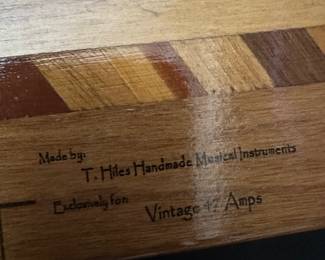 Made by:
T. Hiles Handmade Musical Instruments
Exclusively for:
Vintage 47 Amps